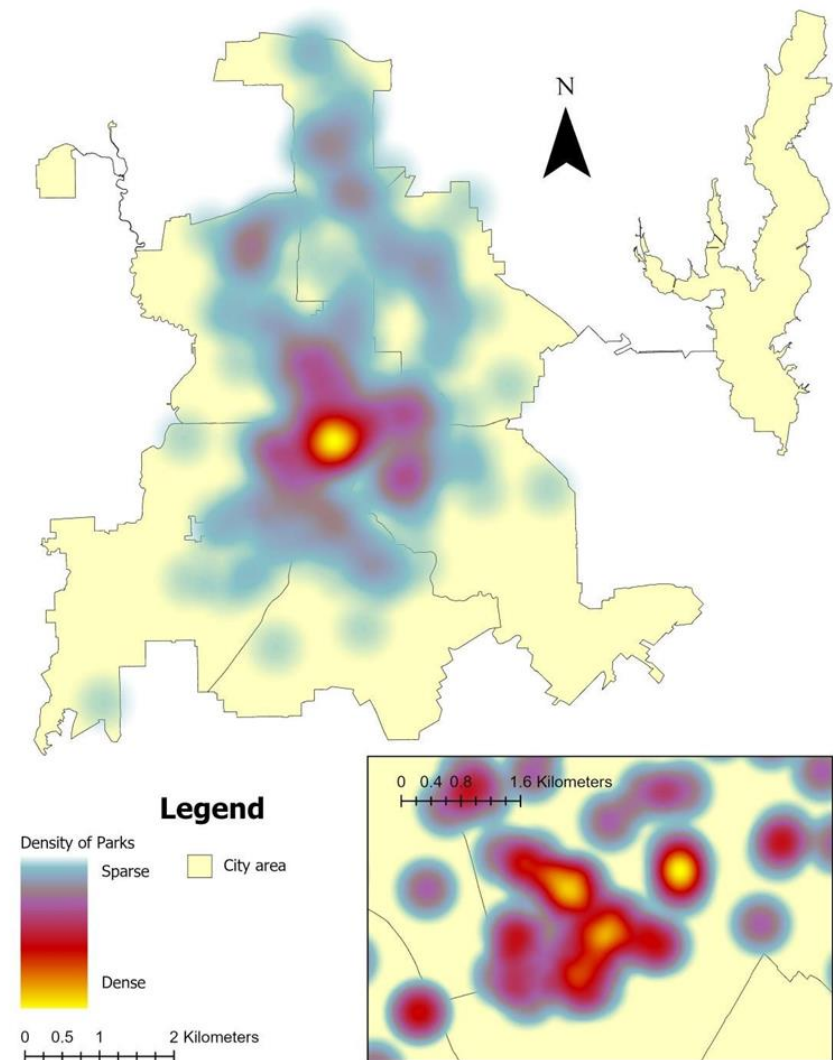 N
0 0.4 0.8 1.6 Kilometers
Legend
Density of Parks
Sparse
City area
Dense
0 0.5 1 2 Kilometers